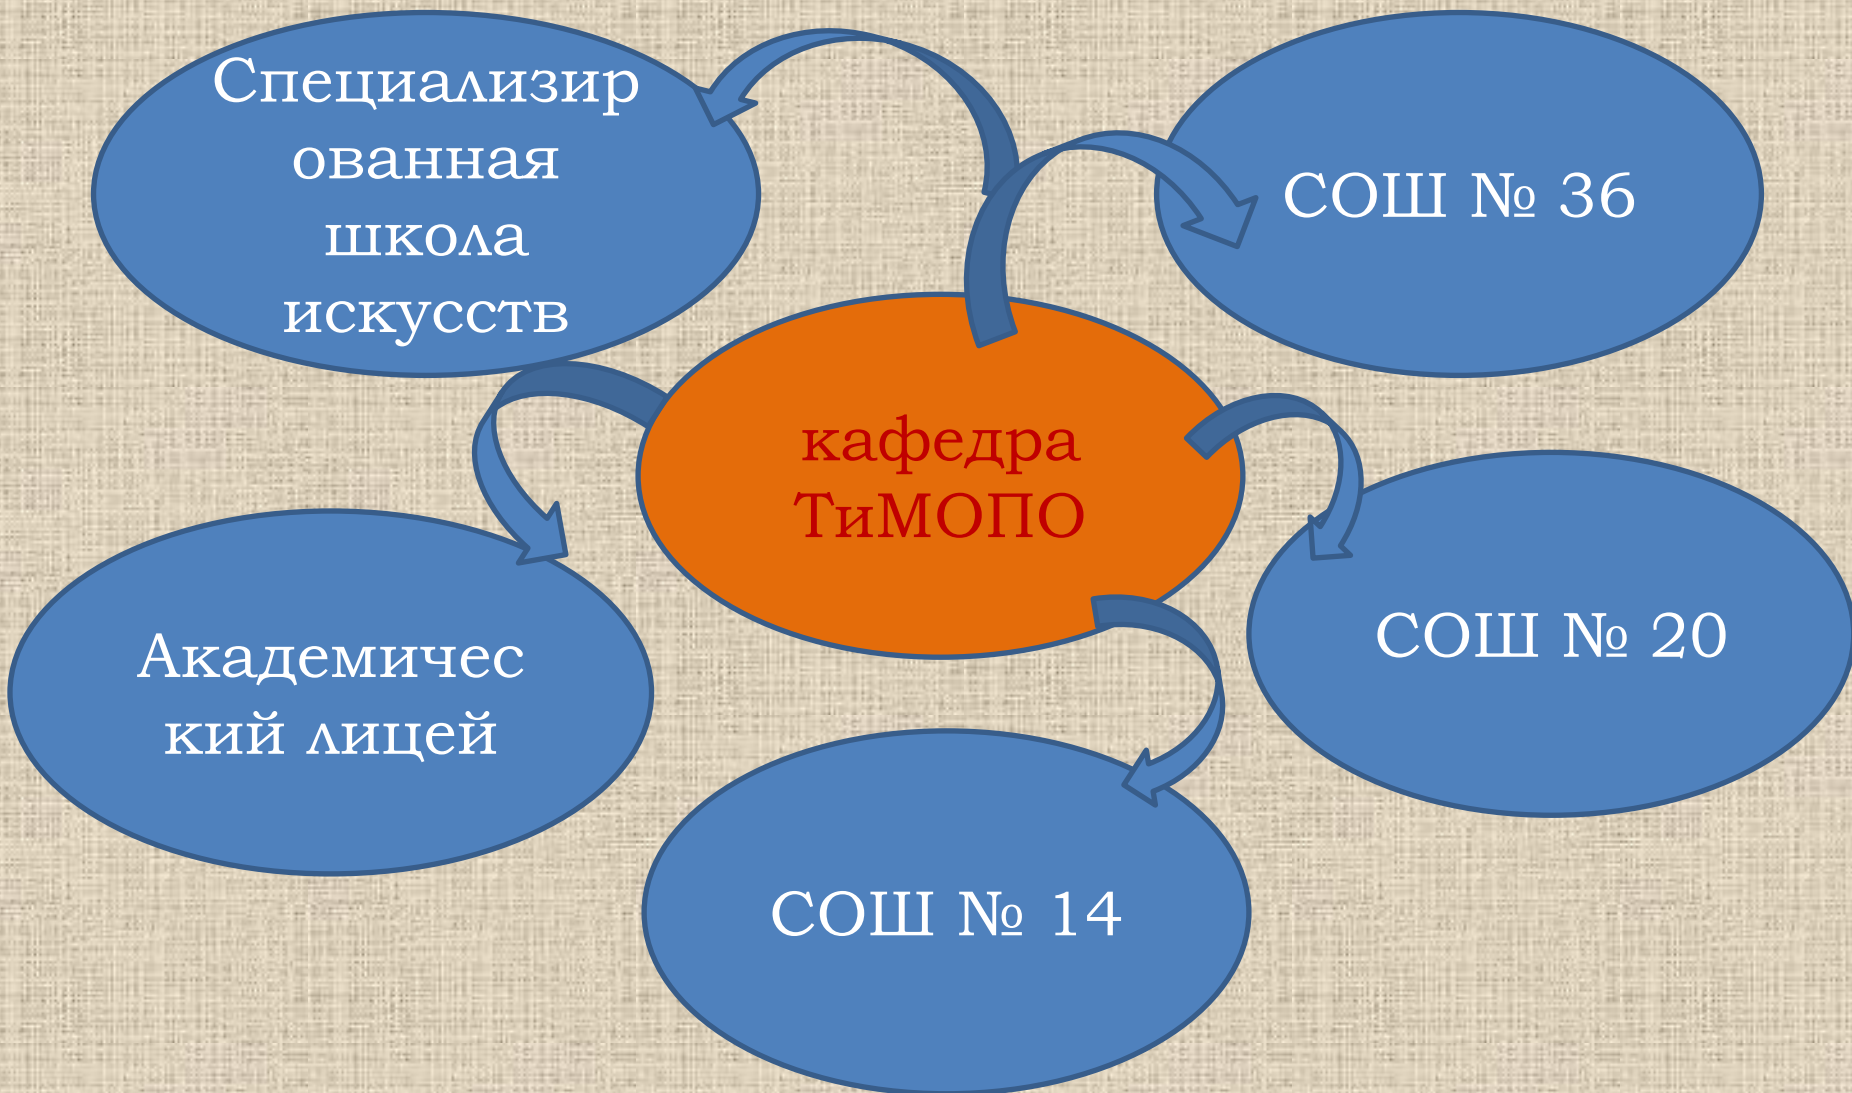 Специализир
ованная
школа
искусств
СОШ № 36
кафедра
ТиМОПО
Академичес
кий лицей
СОШ № 20
СОШ № 14